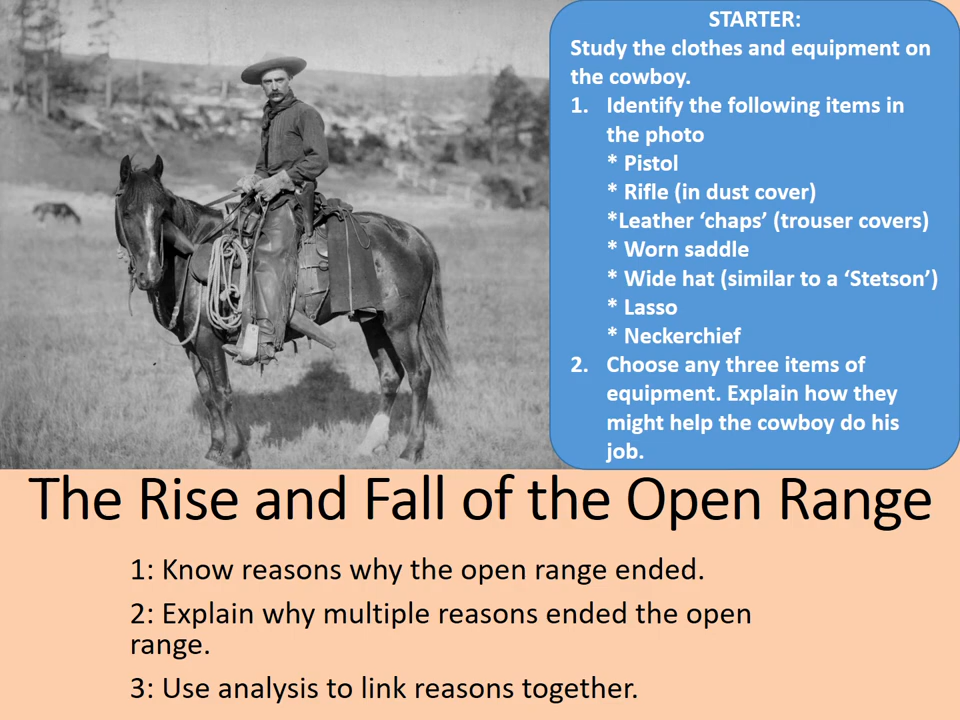 STARTER:
Study the clothes and equipment on
the cowboy.
1. Identify the following items in
the photo
* Pistol
* Rifle (in dust cover)
*Leather ‘chaps’ (trouser covers)
* Worn saddle
* Wide hat (similar to a ‘Stetson’)
* Lasso
* Neckerchief
2. Choose any three items of
equipment. Explain how they
might help the cowboy do his
job.
The Rise and Fall of the Open Range
1: Know reasons why the open range ended.
2: Explain why multiple reasons ended the open
range.
3: Use analysis to link reasons together.